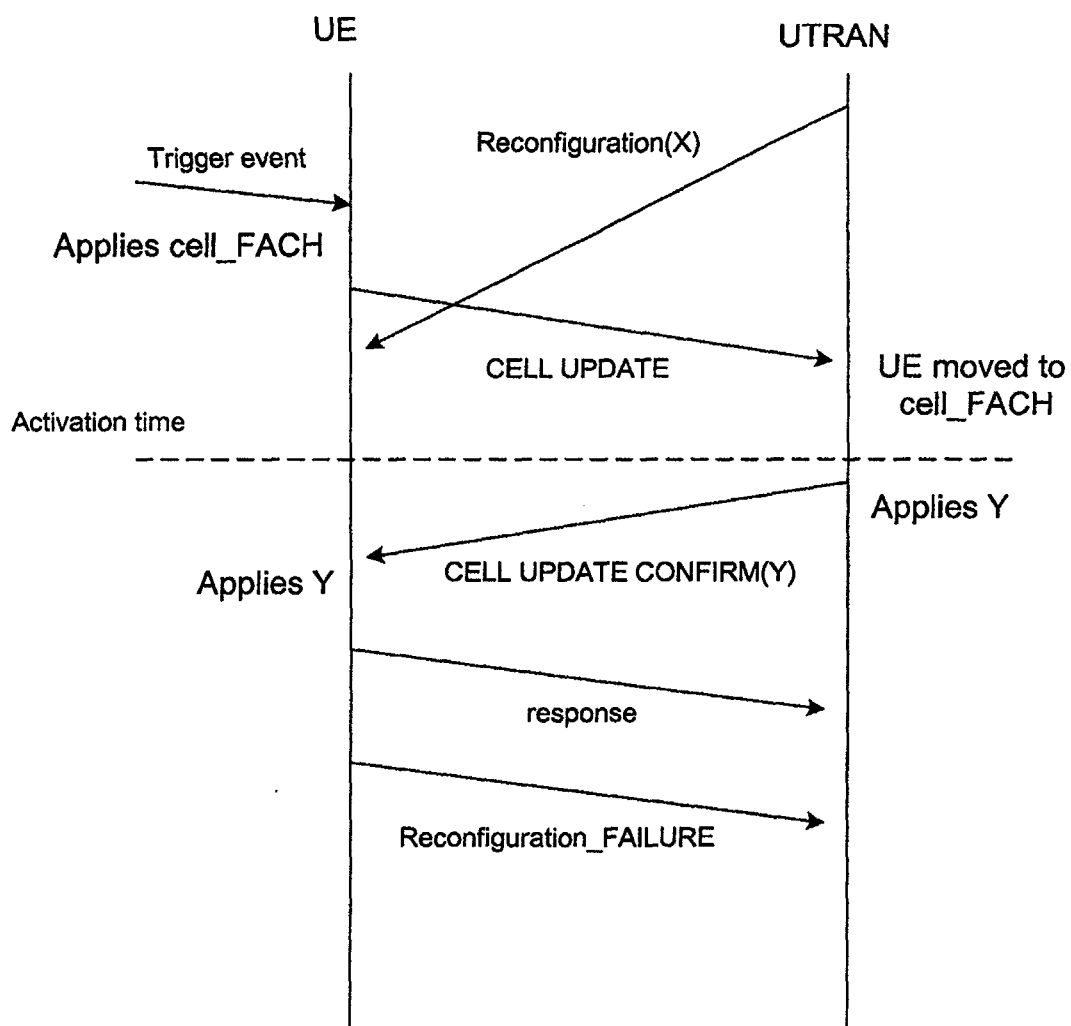 UE
UTRAN
Reconfiguration(X)
Trigger event
Applies cell_FACH
CELL UPDATE
UE moved to
cell_FACH
Activation time
Applies Y
CELL UPDATE CONFIRM(Y)
Applies Y
response
Reconfiguration_FAILURE